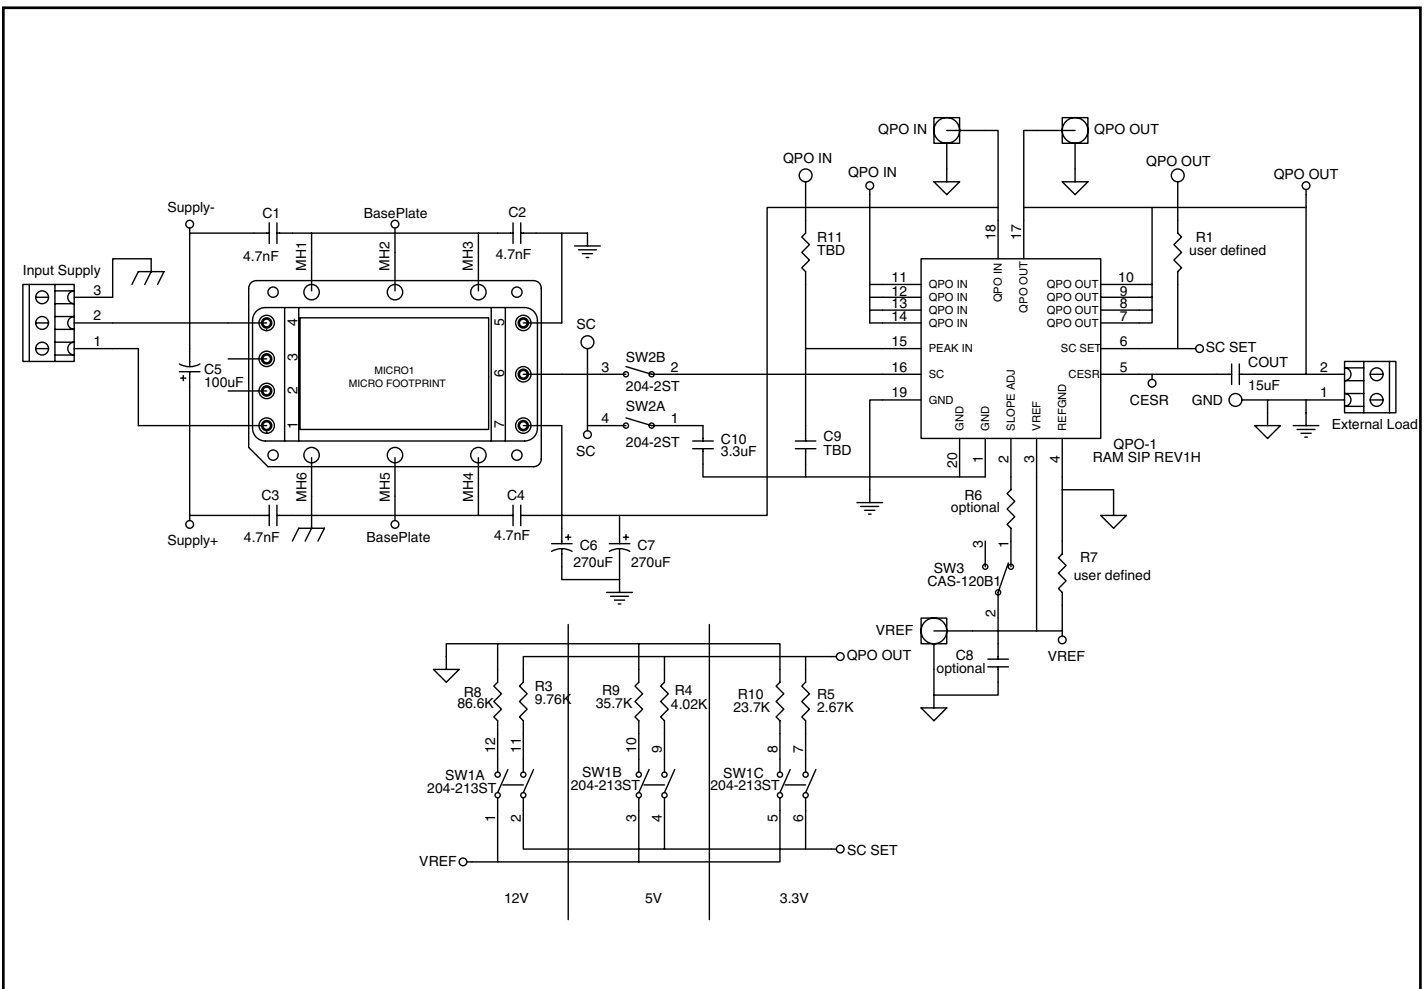 QPO IN
QPO OUT
QPO IN
QPO IN
QPO OUT
QPO OUT
Supply-
C1
4.7nF
BasePlate
C2
4.7nF
MH1
MH2
MH3
R11
TBD
18
17
R1
user defined
Input Supply
3
2
1
4
3
2
1
5
6
7
MICRO1
MICRO FOOTPRINT
C5
+
100uF
SC
SW2B
3
2
204-2ST
SW2A
4
1
204-2ST
SC
C10
3.3uF
C9
TBD
11
12
13
14
15
16
19
QPO IN
QPO IN
QPO IN
QPO IN
PEAK IN
SC
GND
QPO IN
QPO OUT
QPO OUT
QPO OUT
QPO OUT
QPO OUT
SC SET
CESR
10
9
8
7
6
5
GND
GND
SLOPE ADJ
VREF
REFGND
20
1
2
3
4
SC SET
COUT
15uF
CESR
GND
2
1
External Load
QPO-1
RAM SIP REV1H
MH6
MH5
MH4
C3
4.7nF
C4
4.7nF
Supply+
BasePlate
+
C6
270uF
+
C7
270uF
R6
optional
3
1
SW3
CAS-120B1
2
R7
user defined
VREF
VREF
C8
optional
QPO OUT
R8
86.6K
R3
9.76K
R9
35.7K
R4
4.02K
R10
23.7K
R5
2.67K
12
11
10
9
8
7
SW1A
204-213ST
SW1B
204-213ST
SW1C
204-213ST
1
2
3
4
5
6
SC SET
VREF
12V
5V
3.3V